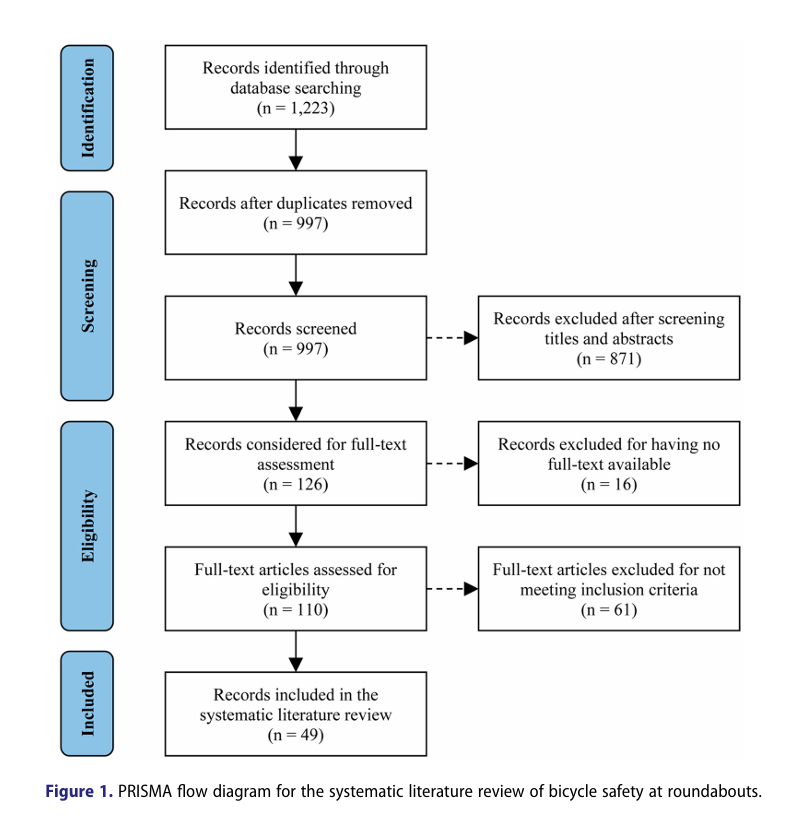 Identification
Records identified through
database searching
(n = 1,223)
Screening
Records after duplicates removed
(n = 997)
Records screened
(n = 997)
Records excluded after screening
titles and abstracts
(n = 871)
Eligibility
Records considered for full-text
assessment
(n = 126)
Records excluded for having no
full-text available
(n = 16)
Full-text articles assessed for
eligibility
(n = 110)
Full-text articles excluded for not
meeting inclusion criteria
(n = 61)
Included
Records included in the
systematic literature review
(n = 49)
Figure 1. PRISMA flow diagram for the systematic literature review of bicycle safety at roundabouts.